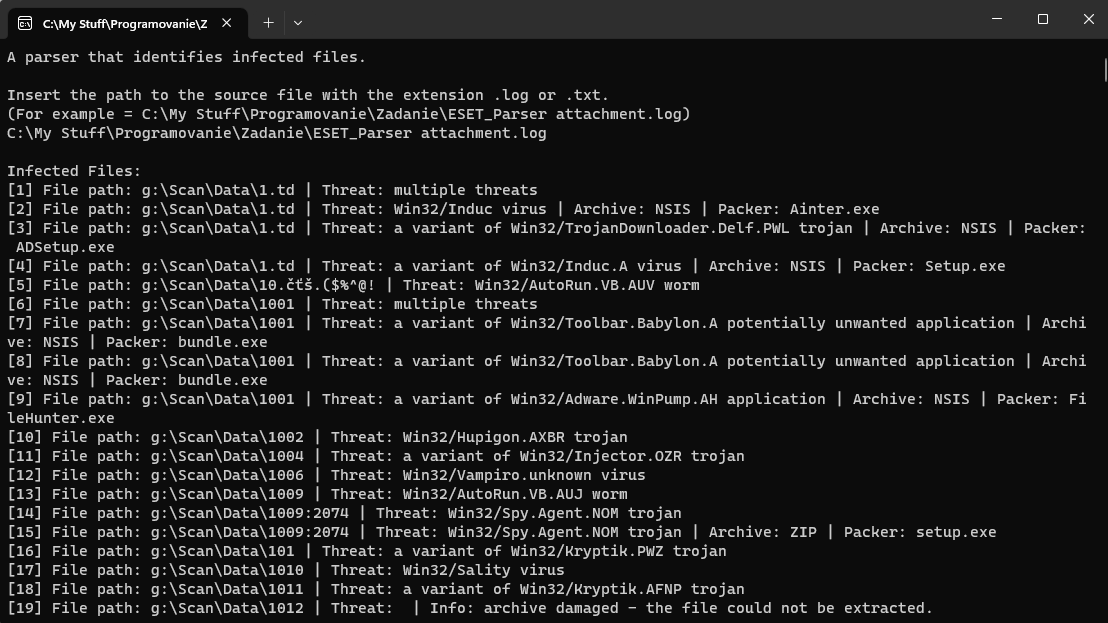 C:\My Stuff\Programovanie\Z
A parser that identifies infected files.
Insert the path to the source file with the extension .log or .txt.
(For example = C:\My Stuff\Programovanie\Zadanie\ESET_Parser attachment.log)
C:\My Stuff\Programovanie\Zadanie\ESET_Parser attachment.log
Infected Files:
[1] File path: g:\Scan\Data\1.td | Threat: multiple threats
[2] File path: g:\Scan\Data\1.td | Threat: Win32/Induc virus | Archive: NSIS | Packer: Ainter.exe
[3] File path: g:\Scan\Data\1.td | Threat: a variant of Win32/TrojanDownloader.Delf.PWL trojan | Archive: NSIS | Packer:
ADSetup.exe
[4] File path: g:\Scan\Data\1.td | Threat: a variant of Win32/Induc.A virus | Archive: NSIS | Packer: Setup.exe
[5] File path: g:\Scan\Data\10.čťš.($%^@! | Threat: Win32/AutoRun.VB.AUV worm
[6] File path: g:\Scan\Data\1001 | Threat: multiple threats
[7] File path: g:\Scan\Data\1001 | Threat: a variant of Win32/Toolbar.Babylon.A potentially unwanted application | Archi
ve: NSIS | Packer: bundle.exe
[8] File path: g:\Scan\Data\1001 | Threat: a variant of Win32/Toolbar.Babylon.A potentially unwanted application | Archi
ve: NSIS | Packer: bundle.exe
[9] File path: g:\Scan\Data\1001 | Threat: a variant of Win32/Adware.WinPump.AH application | Archive: NSIS | Packer: Fi
leHunter.exe
[10] File path: g:\Scan\Data\1002 | Threat: Win32/Hupigon.AXBR trojan
[11] File path: g:\Scan\Data\1004 | Threat: a variant of Win32/Injector.OZR trojan
[12] File path: g:\Scan\Data\1006 | Threat: Win32/Vampiro.unknown virus
[13] File path: g:\Scan\Data\1009 | Threat: Win32/AutoRun.VB.AUJ worm
[14] File path: g:\Scan\Data\1009:2074 | Threat: Win32/Spy.Agent.NOM trojan
[15] File path: g:\Scan\Data\1009:2074 | Threat: Win32/Spy.Agent.NOM trojan | Archive: ZIP | Packer: setup.exe
[16] File path: g:\Scan\Data\101 | Threat: a variant of Win32/Kryptik.PWZ trojan
[17] File path: g:\Scan\Data\1010 | Threat: Win32/Sality virus
[18] File path: g:\Scan\Data\1011 | Threat: a variant of Win32/Kryptik.AFNP trojan
[19] File path: g:\Scan\Data\1012 | Threat:  | Info: archive damaged - the file could not be extracted.